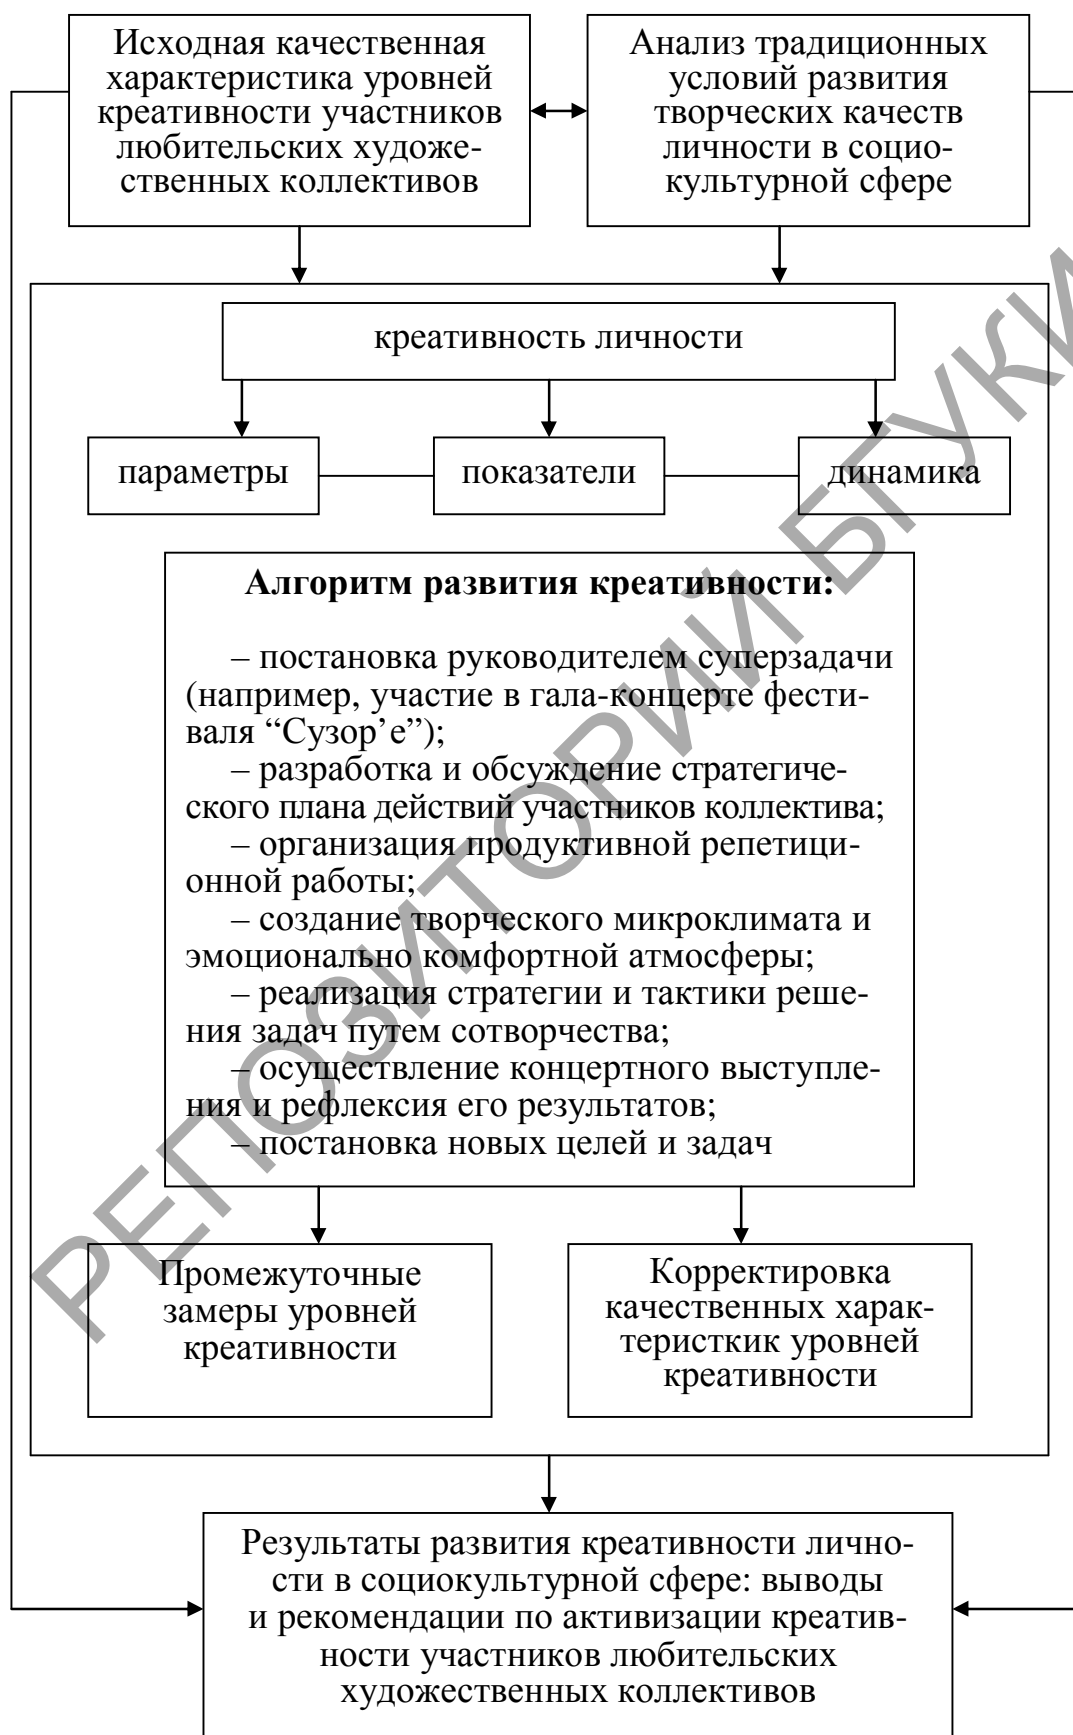 Исходная качественная
характеристика уровней
креативности участников
любительских художе-
ственных коллективов
Анализ традиционных
условий развития
творческих качеств
личности в социо-
культурной сфере
креативность личности
параметры
показатели
динамика
Алгоритм развития креативности:
– постановка руководителем суперзадачи
(например, участие в гала-концерте фести-
валя “Сузор’е”);
– разработка и обсуждение стратегиче-
ского плана действий участников коллектива;
– организация продуктивной репетици-
онной работы;
– создание творческого микроклимата и
эмоционально комфортной атмосферы;
– реализация стратегии и тактики реше-
ния задач путем сотворчества;
– осуществление концертного выступле-
ния и рефлексия его результатов;
– постановка новых целей и задач
Промежуточные
замеры уровней
креативности
Корректировка
качественных харак-
теристкик уровней
креативности
Результаты развития креативности лично-
сти в социокультурной сфере: выводы
и рекомендации по активизации креатив-
ности участников любительских
художественных коллективов
РЕПОЗИТОРИЙ БГУКИ